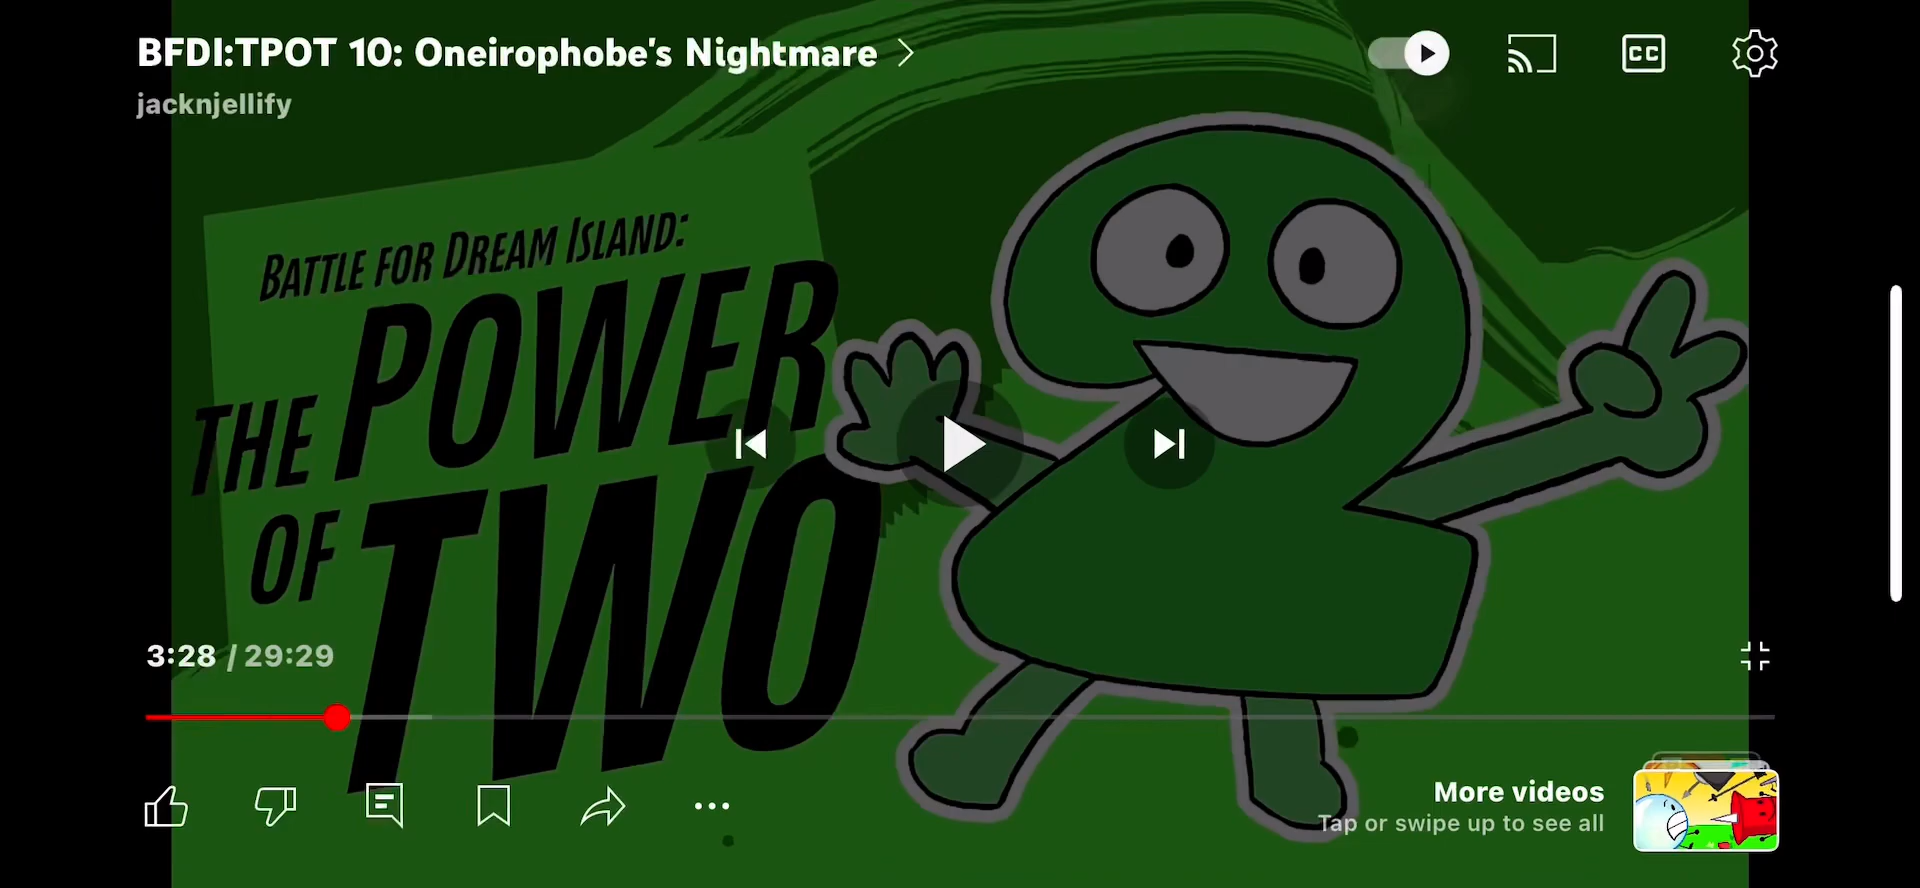 BFDI:TPOT 10: Oneirophobe's Nightmare
jacknjellify
CC
BATTLE FOR DREAM ISLAND:
THE POWER
OF TWO
3:28 / 29:29
More videos
Tap or swipe up to see all